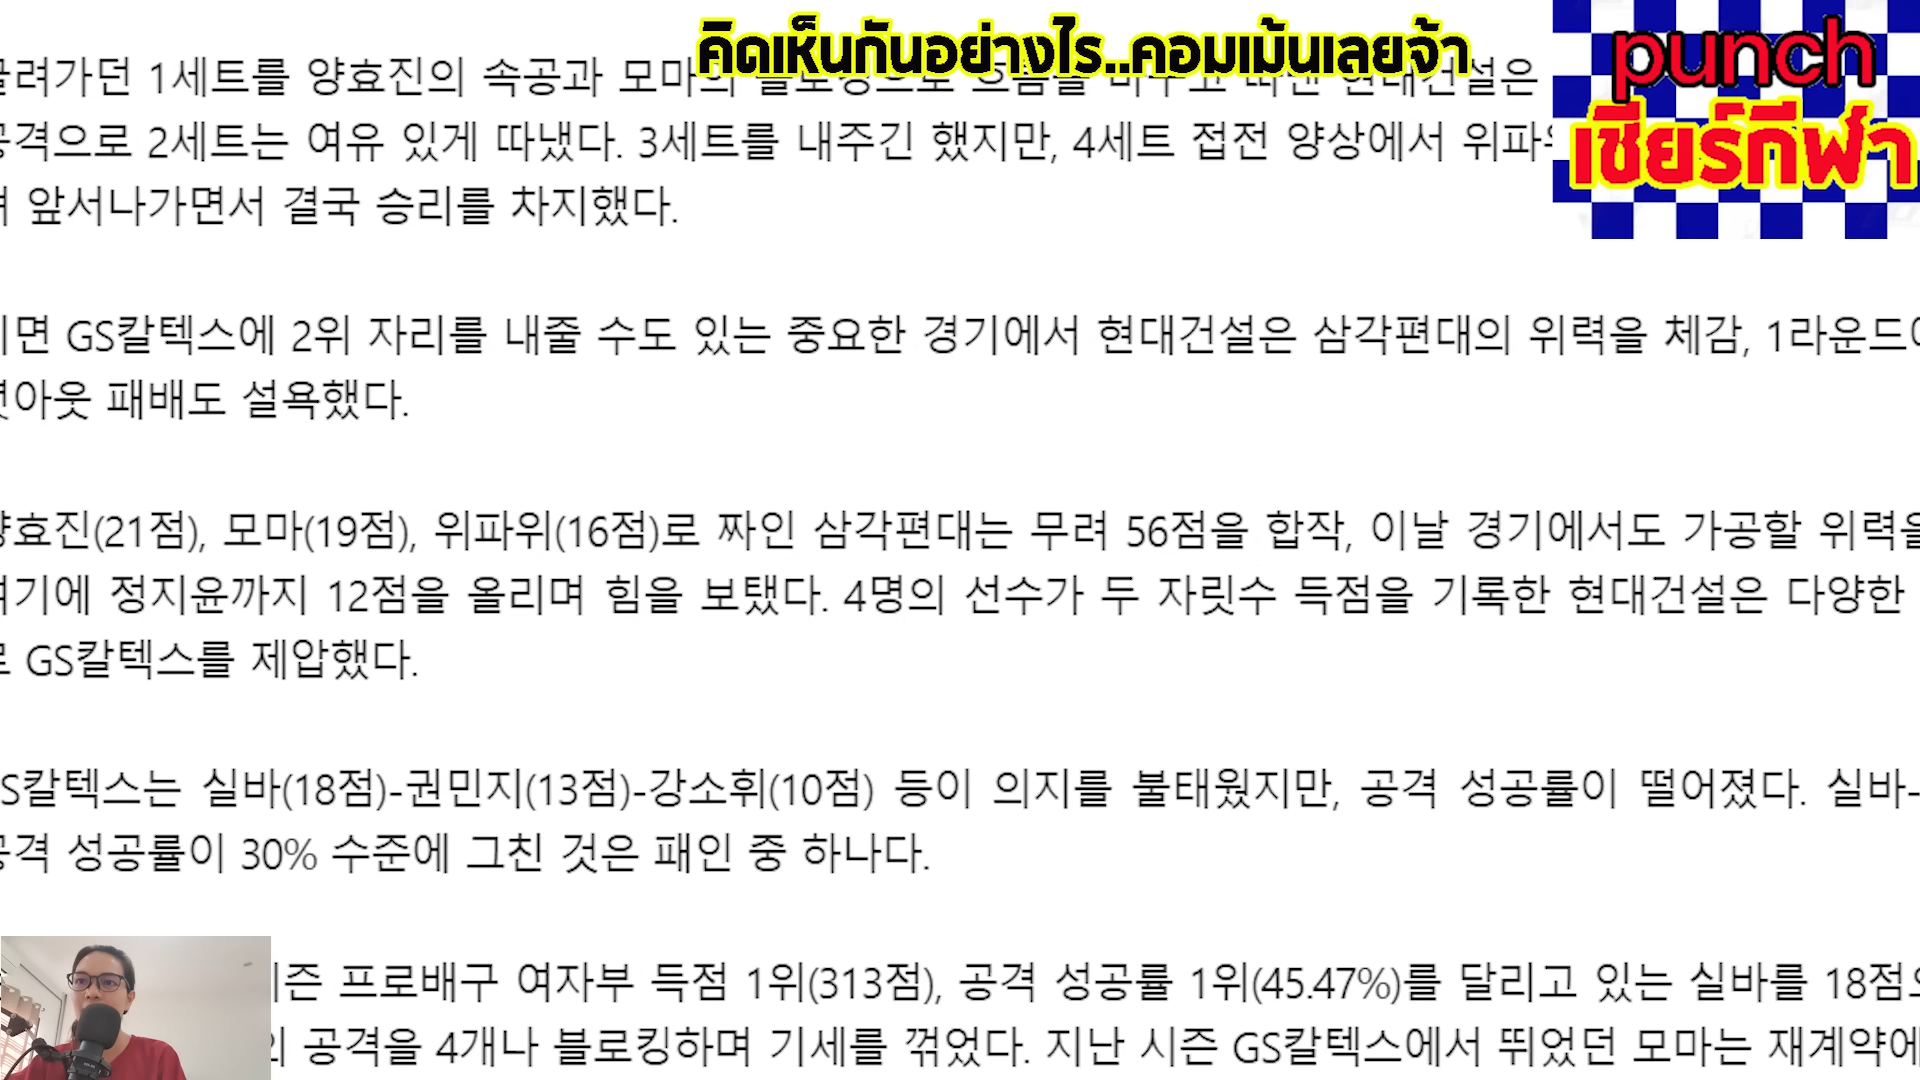 คิดเห็นกันอย่างไร..คอมเม้นเลยจ้า
punch
เชียร์กีฬา
1세트를 양효진의 속공과
2세트는 여유 있게 따냈다. 3세트를 내주긴 했지만, 4세트 접전 양상에서
앞서나가면서 결국 승리를 차지했다.
GS칼텍스에 2위 자리를 내줄 수도 있는 중요한 경기에서 현대건설은 삼각편대의 위력을 체감,
패배도 설욕했다.
모마(19점), 위파위(16점)로 짜인 삼각편대는 무려 56점을 합작, 이날 경기에서도 가공할
정지윤까지 12점을 올리며 힘을 보탰다. 4명의 선수가 두 자릿수 득점을 기록한 현대건설은 다양한
GS칼텍스를 제압했다.
실바(18점)-권민지(13점)-강소휘(10점) 등이 의지를 불태웠지만, 공격 성공률이 떨어졌다.
성공률이 30% 수준에 그친 것은 패인 중 하나다.
프로배구 여자부 득점 1위(313점), 공격 성공률 1위(45.47%)를 달리고 있는 실바를
공격을 4개나 블로킹하며 기세를 꺾었다. 지난 시즌 GS칼텍스에서 뛰었던 모마는